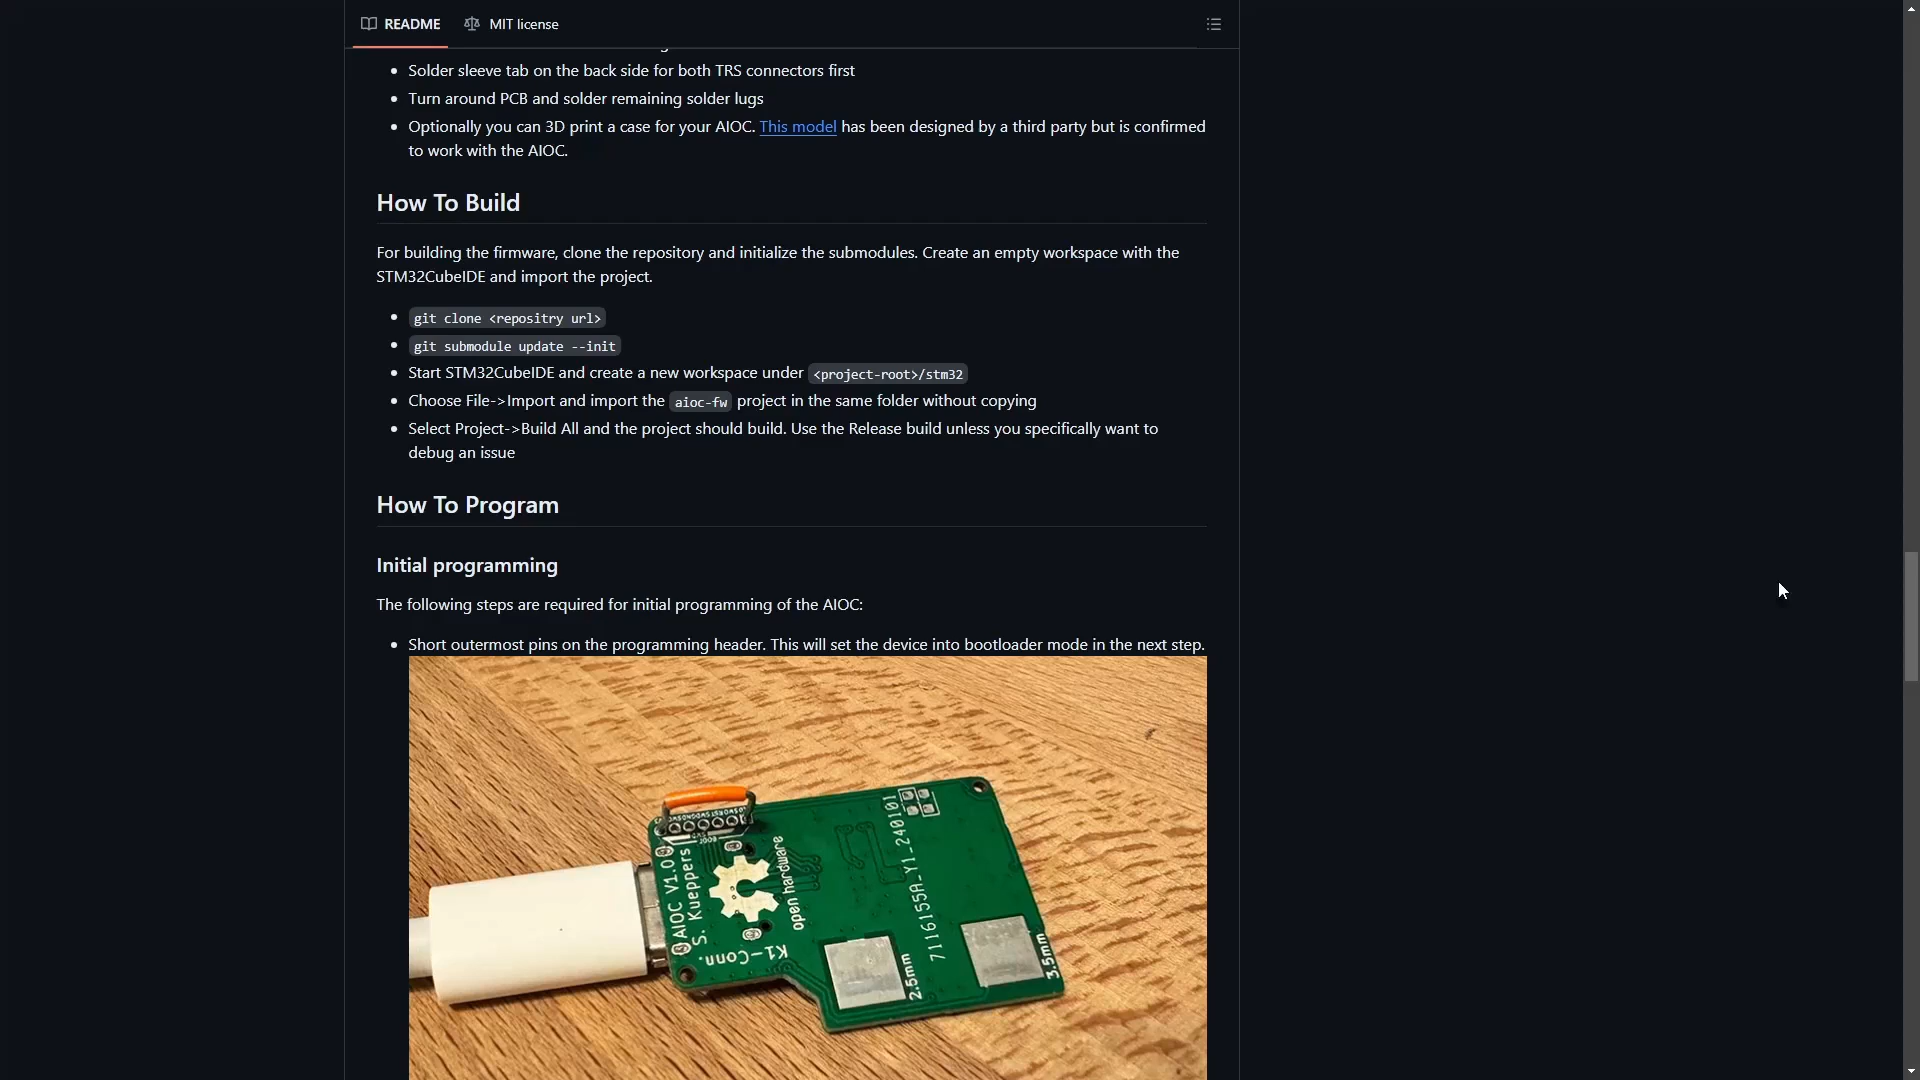 README MIT license
Solder sleeve tab on the back side for both TRS connectors first
Turn around PCB and solder remaining solder lugs
Optionally you can 3D print a case for your AIOC. This model has been designed by a third party but is confirmed
to work with the AIOC.
How To Build
For building the firmware, clone the repository and initialize the submodules. Create an empty workspace with the
STM32CubeIDE and import the project.
git clone <repositry url>
git submodule update --init
Start STM32CubeIDE and create a new workspace under <project-root>/stm32
Choose File->Import and import the aioc-fw project in the same folder without copying
Select Project->Build All and the project should build. Use the Release build unless you specifically want to
debug an issue
How To Program
Initial programming
The following steps are required for initial programming of the AIOC:
Short outermost pins on the programming header. This will set the device into bootloader mode in the next step.
AIOC V1.0
S. Kueppers
open hardware
K1-Conn.
7116155A_Y1_240101
2.5mm
3.5mm